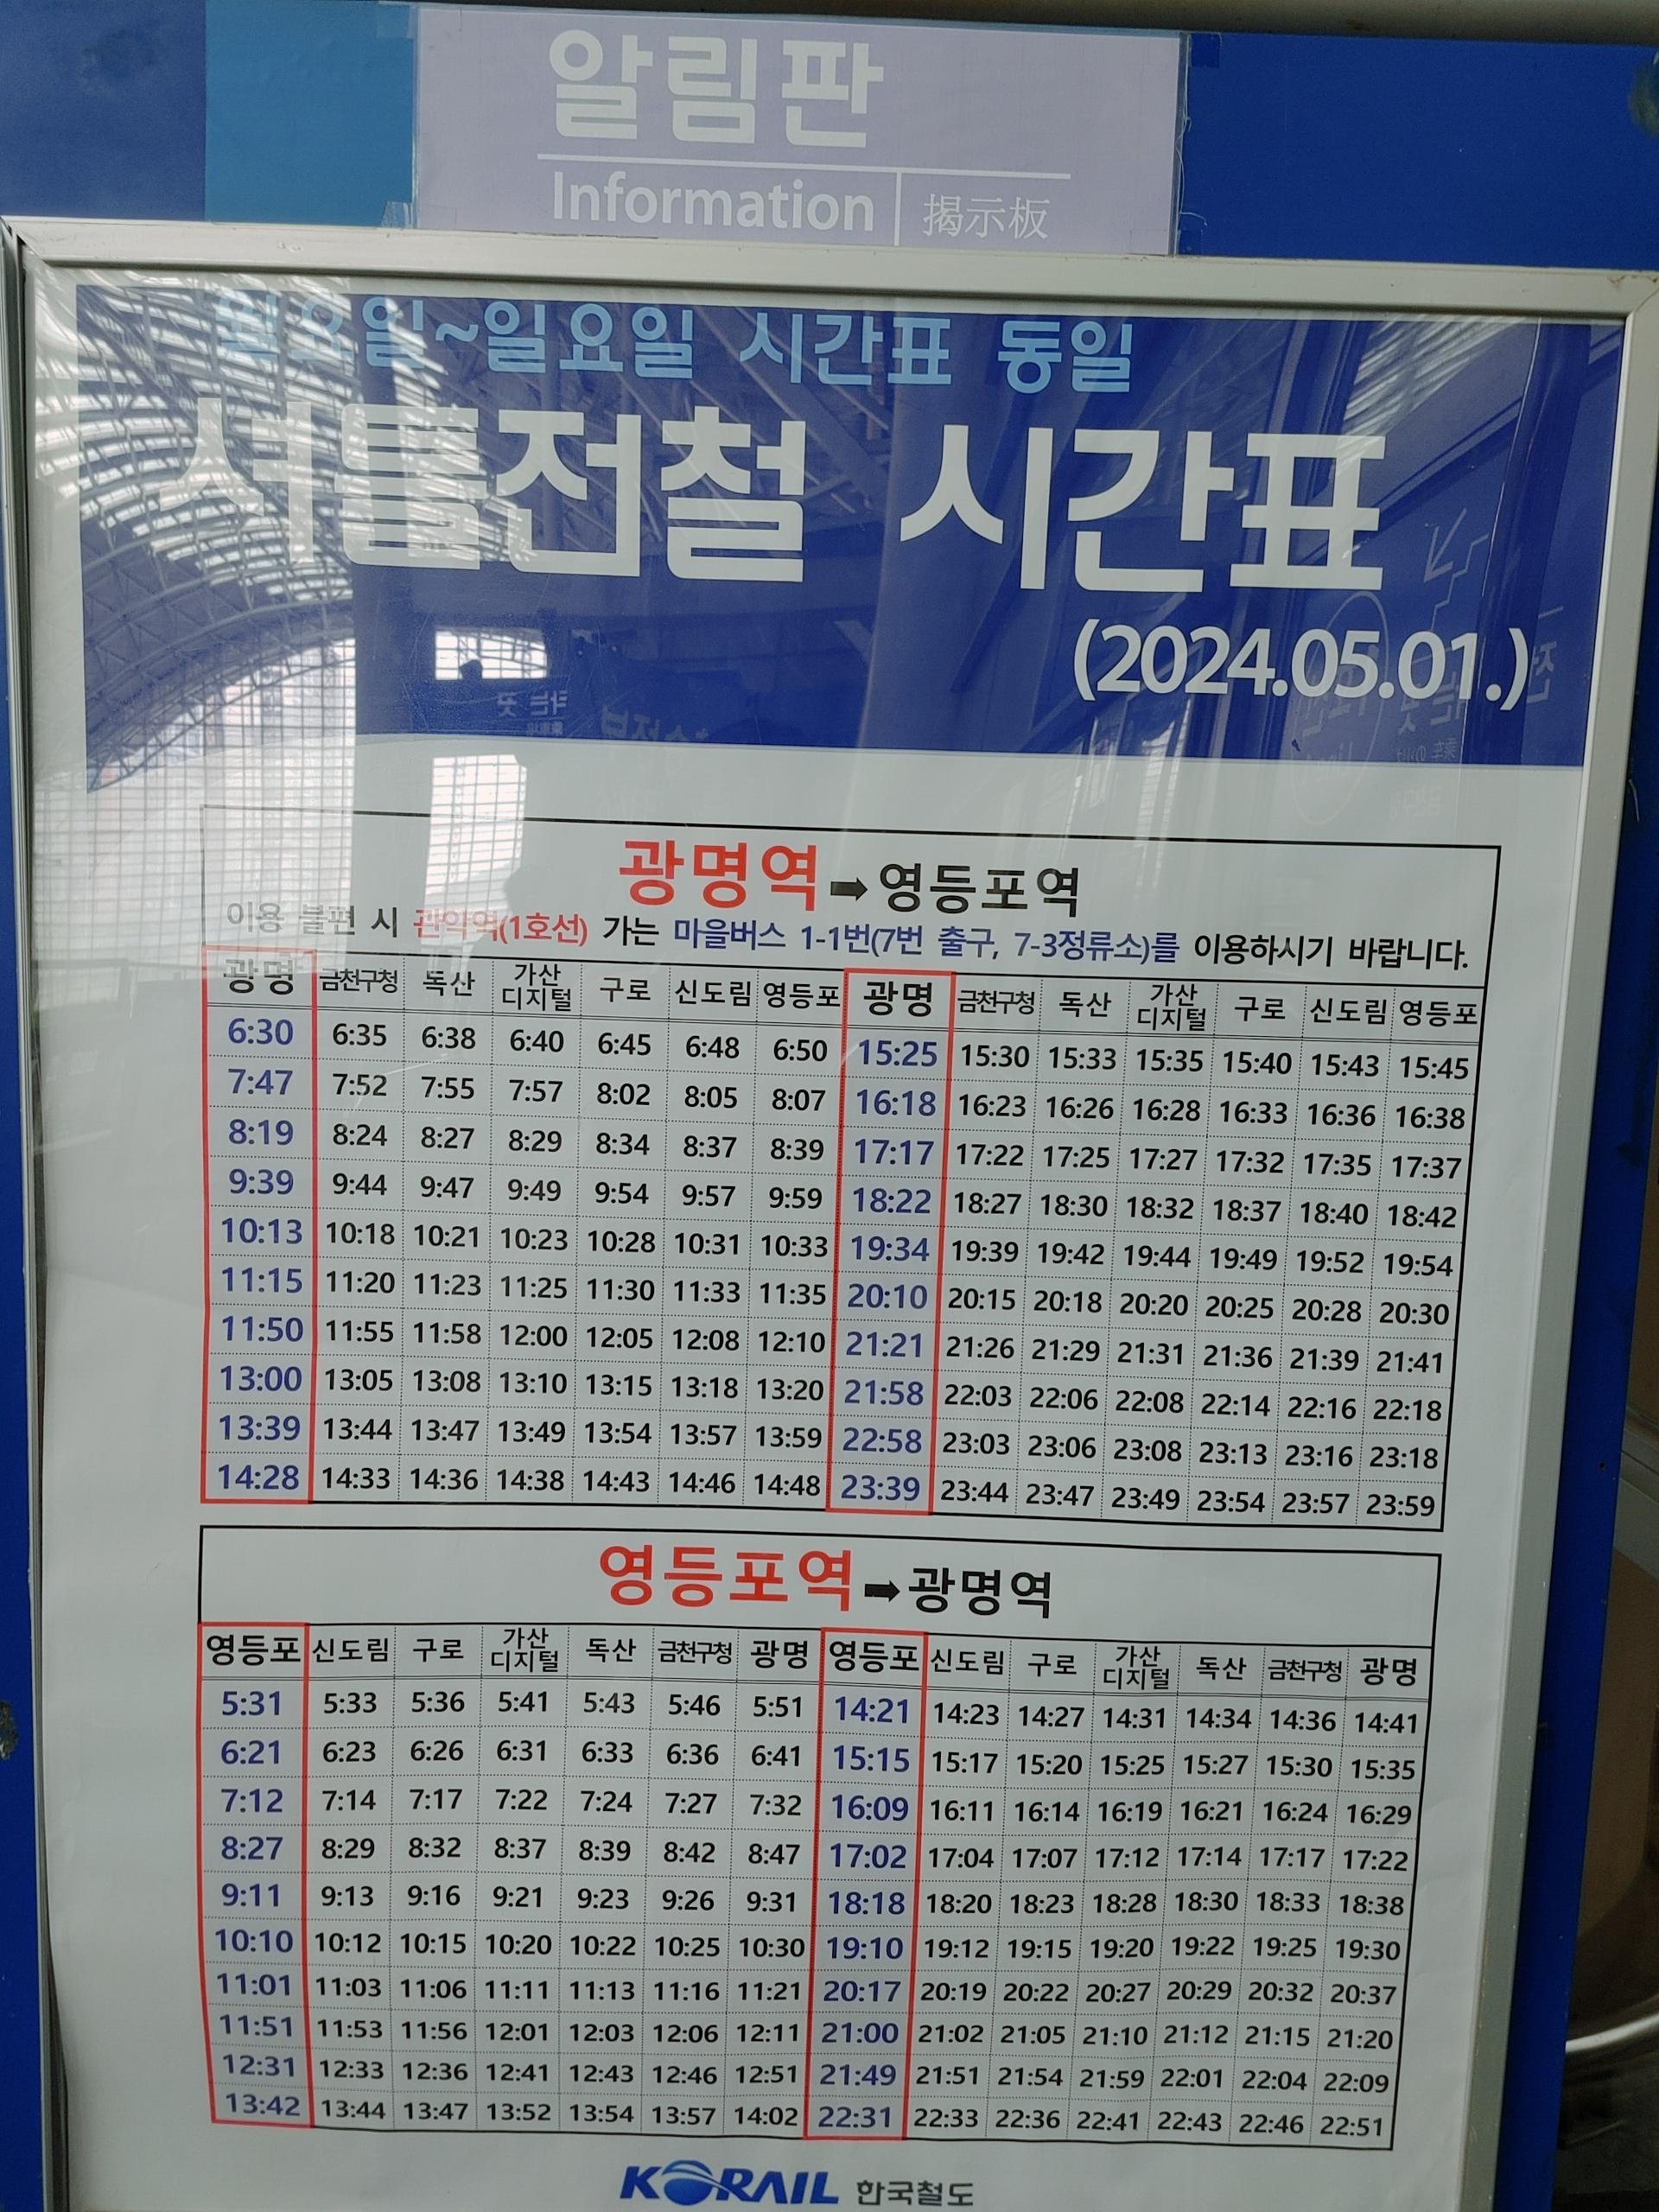 알림판
Information | 揭示板
월요일~일요일 시간표 동일
셔틀전철 시간표
(2024.05.01.)
광명역➡영등포역
이용 불편 시 관악역(1호선) 가는 마을버스 1-1번(7번 출구, 7-3정류소)를 이용하시기 바랍니다.
광명 금천구청 독산 가산디지털 구로 신도림 영등포 광명 금천구청 독산 가산디지털 구로 신도림 영등포
6:30 6:35 6:38 6:40 6:45 6:48 6:50 15:25 15:30 15:33 15:35 15:40 15:43 15:45
7:47 7:52 7:55 7:57 8:02 8:05 8:07 16:18 16:23 16:26 16:28 16:33 16:36 16:38
8:19 8:24 8:27 8:29 8:34 8:37 8:39 17:17 17:22 17:25 17:27 17:32 17:35 17:37
9:39 9:44 9:47 9:49 9:54 9:57 9:59 18:22 18:27 18:30 18:32 18:37 18:40 18:42
10:13 10:18 10:21 10:23 10:28 10:31 10:33 19:34 19:39 19:42 19:44 19:49 19:52 19:54
11:15 11:20 11:23 11:25 11:30 11:33 11:35 20:10 20:15 20:18 20:20 20:25 20:28 20:30
11:50 11:55 11:58 12:00 12:05 12:08 12:10 21:21 21:26 21:29 21:31 21:36 21:39 21:41
13:00 13:05 13:08 13:10 13:15 13:18 13:20 21:58 22:03 22:06 22:08 22:14 22:16 22:18
13:39 13:44 13:47 13:49 13:54 13:57 13:59 22:58 23:03 23:06 23:08 23:13 23:16 23:18
14:28 14:33 14:36 14:38 14:43 14:46 14:48 23:39 23:44 23:47 23:49 23:54 23:57 23:59
영등포역➡광명역
영등포 신도림 구로 가산디지털 독산 금천구청 광명 영등포 신도림 구로 가산디지털 독산 금천구청 광명
5:31 5:33 5:36 5:41 5:43 5:46 5:51 14:21 14:23 14:27 14:31 14:34 14:36 14:41
6:21 6:23 6:26 6:31 6:33 6:36 6:41 15:15 15:17 15:20 15:25 15:27 15:30 15:35
7:12 7:14 7:17 7:22 7:24 7:27 7:32 16:09 16:11 16:14 16:19 16:21 16:24 16:29
8:27 8:29 8:32 8:37 8:39 8:42 8:47 17:02 17:04 17:07 17:12 17:14 17:17 17:22
9:11 9:13 9:16 9:21 9:23 9:26 9:31 18:18 18:20 18:23 18:28 18:30 18:33 18:38
10:10 10:12 10:15 10:20 10:22 10:25 10:30 19:10 19:12 19:15 19:20 19:22 19:25 19:30
11:01 11:03 11:06 11:11 11:13 11:16 11:21 20:17 20:19 20:22 20:27 20:29 20:32 20:37
11:51 11:53 11:56 12:01 12:03 12:06 12:11 21:00 21:02 21:05 21:10 21:12 21:15 21:20
12:31 12:33 12:36 12:41 12:43 12:46 12:51 21:49 21:51 21:54 21:59 22:01 22:04 22:09
13:42 13:44 13:47 13:52 13:54 13:57 14:02 22:31 22:33 22:36 22:41 22:43 22:46 22:51
KORAIL 한국철도